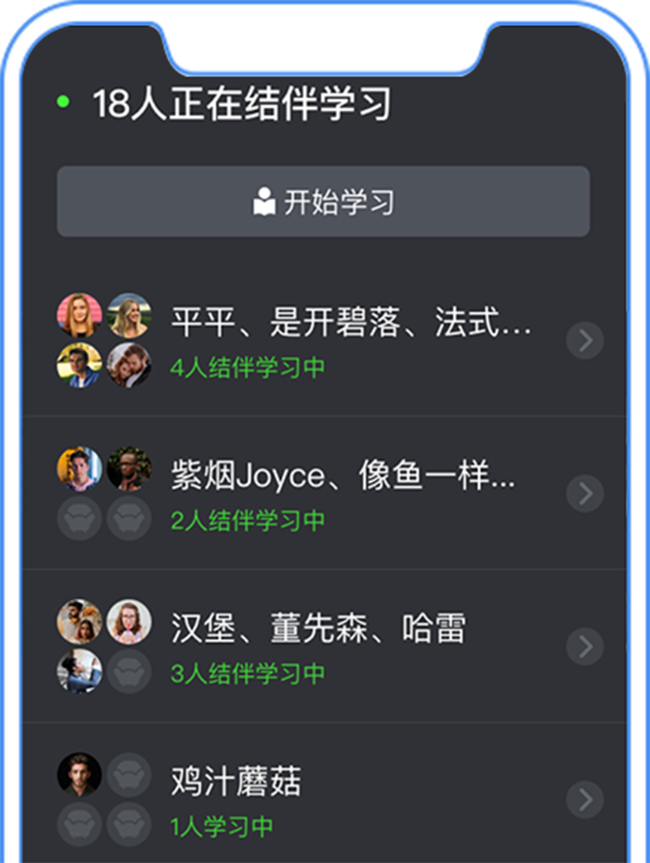 18人正在结伴学习
开始学习
平平、是开碧落、法式...
4人结伴学习中
紫烟Joyce、像鱼一样...
2人结伴学习中
汉堡、董先森、哈雷
3人结伴学习中
鸡汁蘑菇
1人学习中